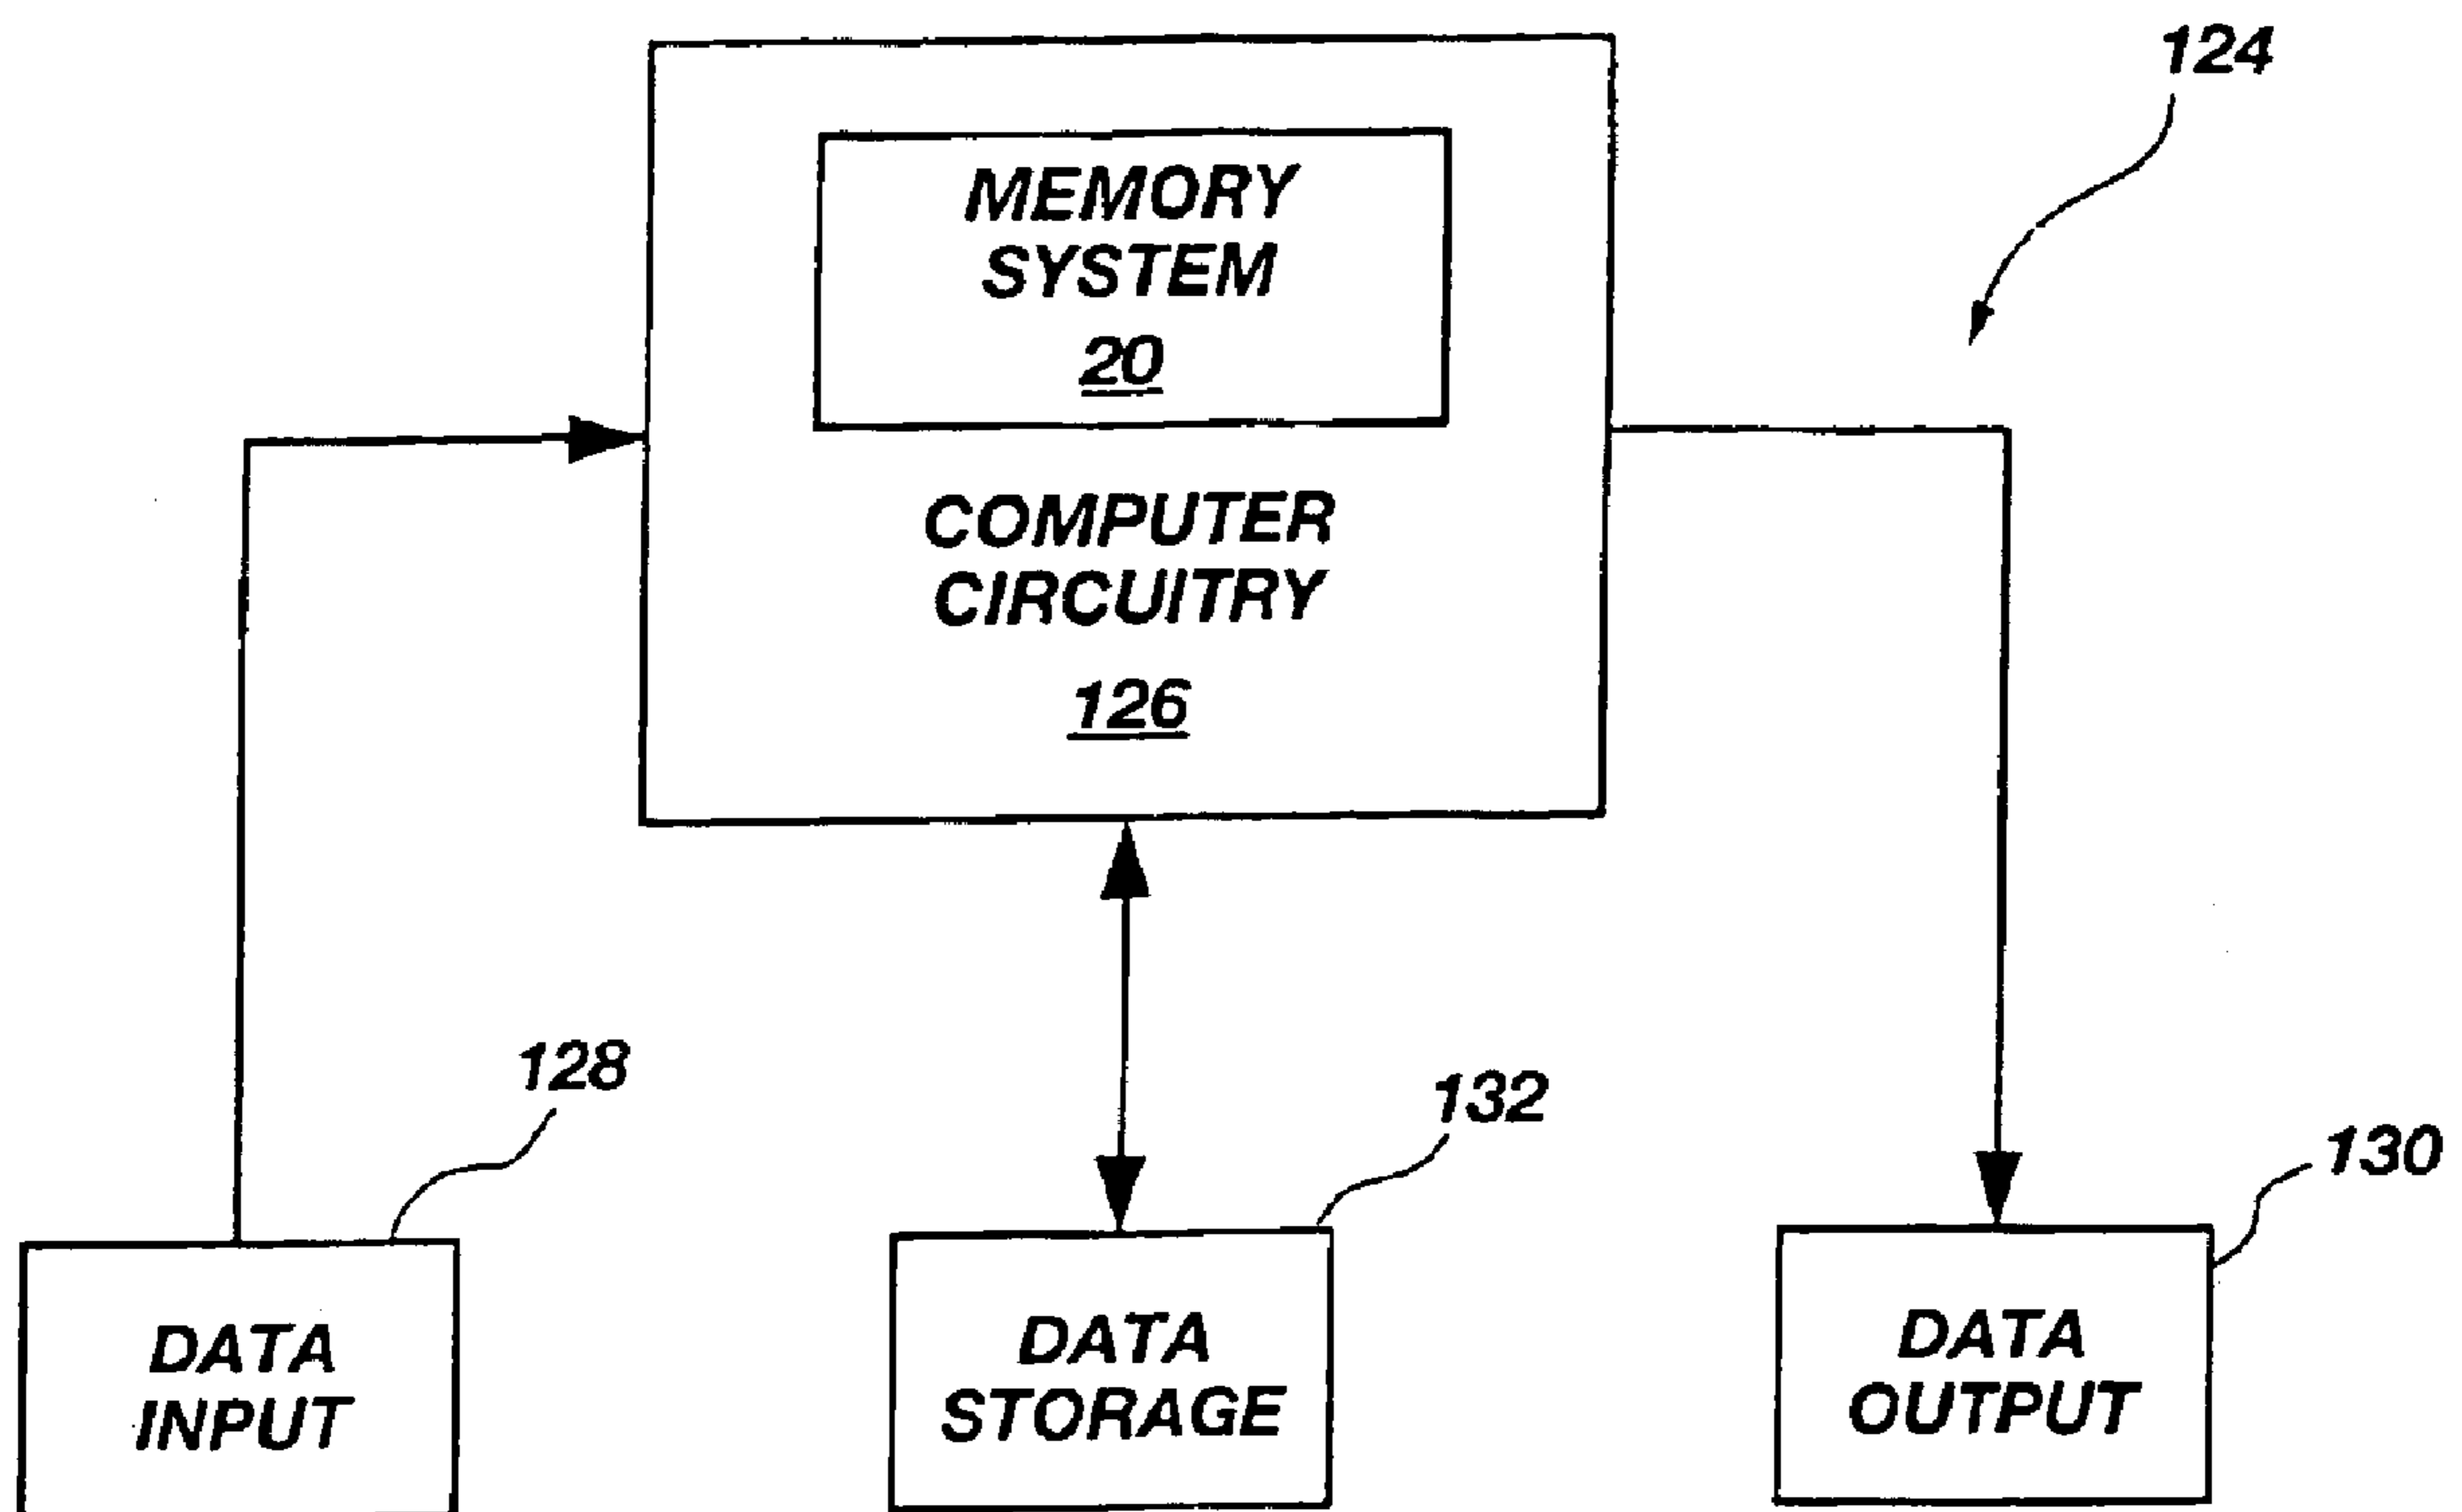 124
MEMORY
SYSTEM
20
COMPUTER
CIRCUITRY
126
128
132
130
DATA
INPUT
DATA
STORAGE
DATA
OUTPUT